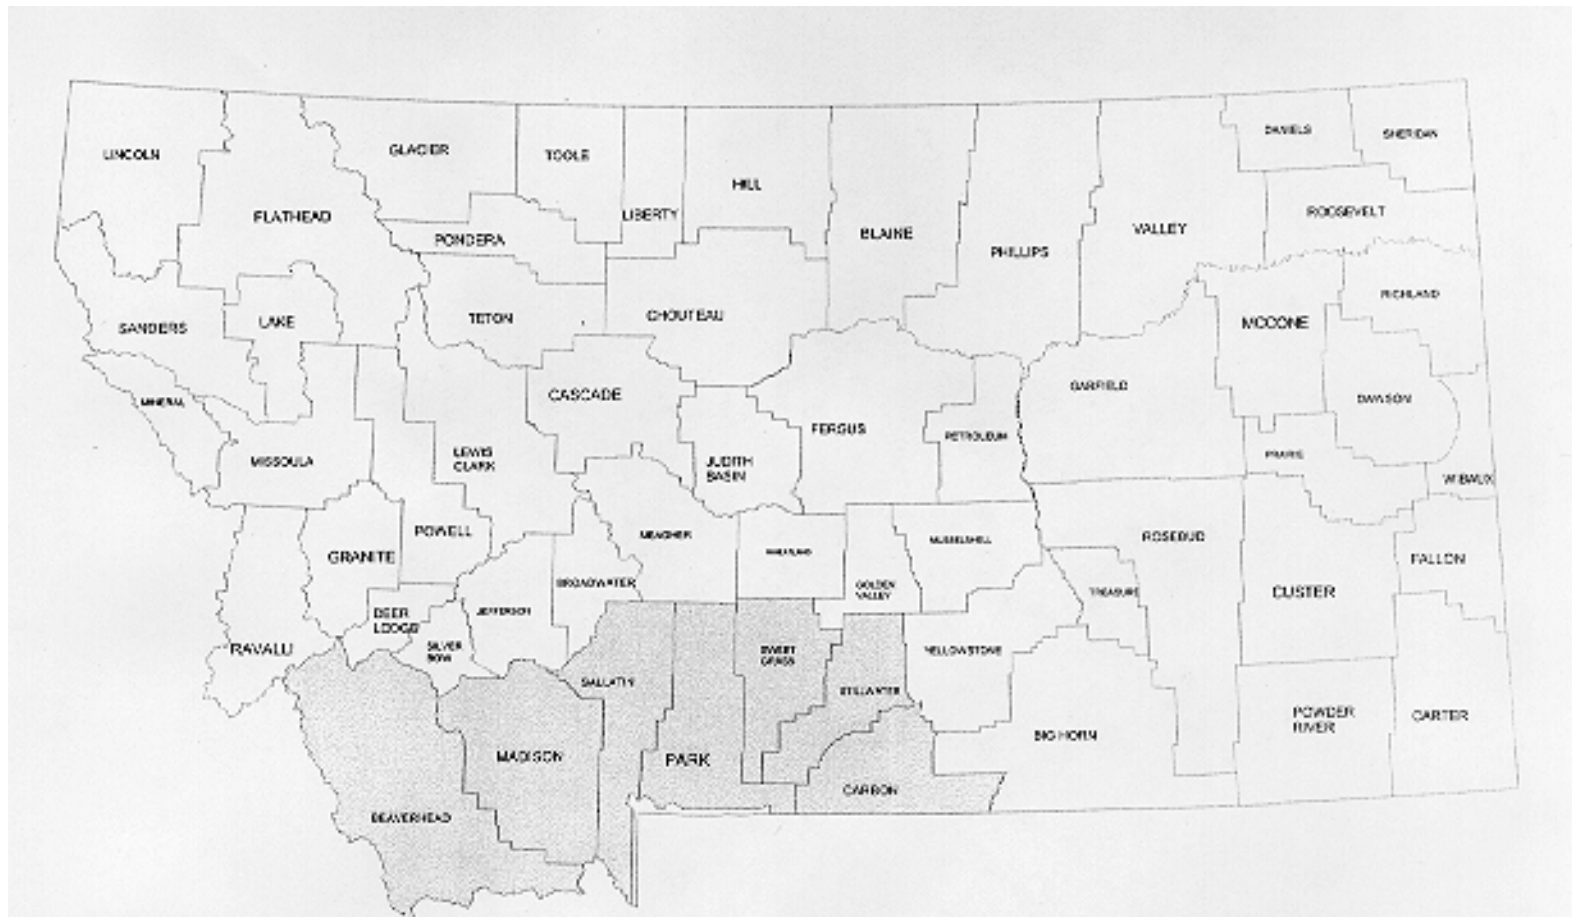 LINCOLN
FLATHEAD
GLACIER
TOOLE
LIBERTY
HILL
BLAINE
PHILLIPS
VALLEY
DANIELS
SHERIDAN
ROOSEVELT
PONDERA
SANDERS
LAKE
TETON
CHOUTEAU
MCCONE
RICHLAND
MINERAL
CASCADE
FERGUS
PETROLEUM
GARFIELD
DAWSON
MISSOULA
LEWIS
CLARK
JUDITH
BASIN
PRAIRIE
WIBAUX
POWELL
GRANITE
MEAGHER
WHEATLAND
MUSSELSHELL
ROSEBUD
FALLON
BROADWATER
GOLDEN
VALLEY
TREASURE
CUSTER
DEER
LODGE
JEFFERSON
RAVALLI
SILVER
BOW
SWEET
GRASS
YELLOWSTONE
GALLATIN
STILLWATER
POWDER
RIVER
CARTER
MADISON
PARK
BIG HORN
CARBON
BEAVERHEAD